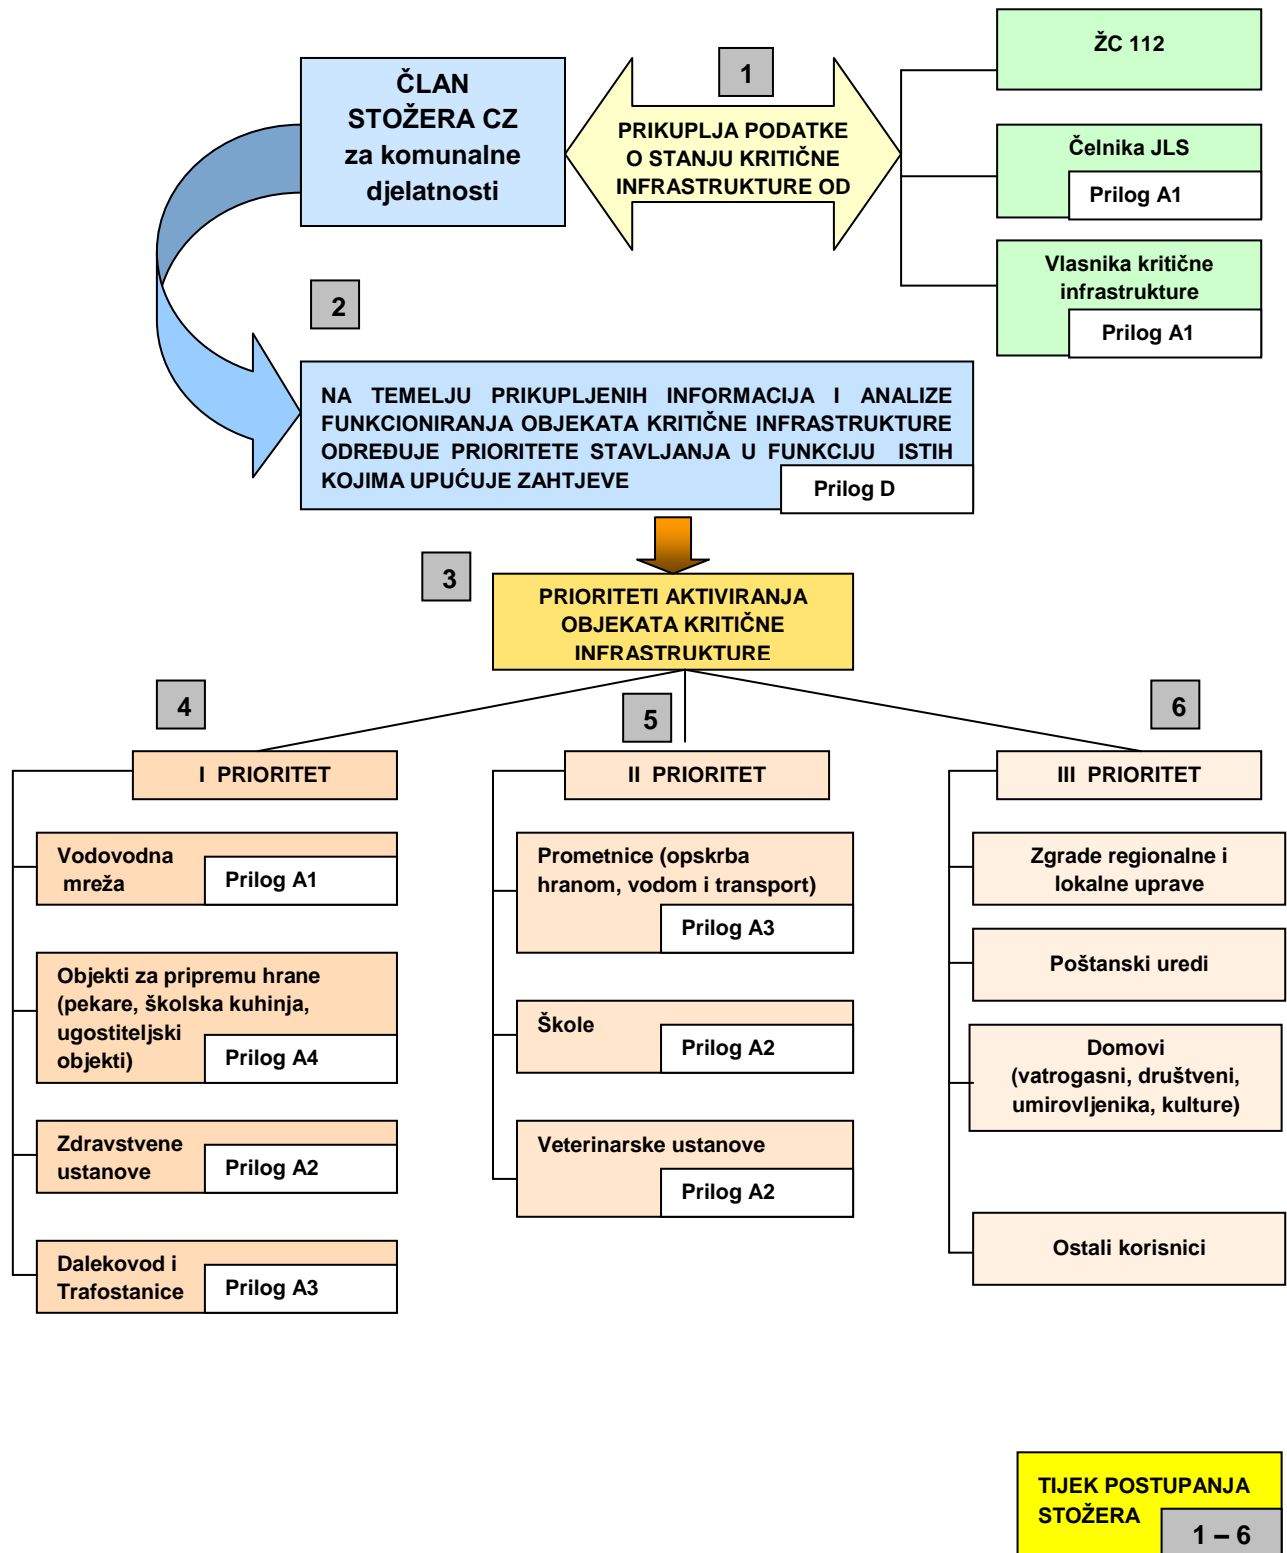 ČLAN
STOŽERA CZ
za komunalne
djelatnosti
1
PRIKUPLJA PODATKE
O STANJU KRITIČNE
INFRASTRUKTURE OD
ŽC 112
Čelnika JLS
Prilog A1
Vlasnika kritične
infrastrukture
Prilog A1
2
NA TEMELJU PRIKUPLJENIH INFORMACIJA I ANALIZE
FUNKCIONIRANJA OBJEKATA KRITIČNE INFRASTRUKTURE
ODREĐUJE PRIORITETE STAVLJANJA U FUNKCIJU ISTIH
KOJIMA UPUĆUJE ZAHTJEVE
Prilog D
3
PRIORITETI AKTIVIRANJA
OBJEKATA KRITIČNE
INFRASTRUKTURE
4
I PRIORITET
Vodovodna
mreža
Prilog A1
Objekti za pripremu hrane
(pekare, školska kuhinja,
ugostiteljski
objekti)
Prilog A4
Zdravstvene
ustanove
Prilog A2
Dalekovod i
Trafostanice
Prilog A3
5
II PRIORITET
Prometnice (opskrba
hranom, vodom i transport)
Prilog A3
Škole
Prilog A2
Veterinarske ustanove
Prilog A2
6
III PRIORITET
Zgrade regionalne i
lokalne uprave
Poštanski uredi
Domovi
(vatrogasni, društveni,
umirovljenika, kulture)
Ostali korisnici
TIJEK POSTUPANJA
STOŽERA
1 – 6